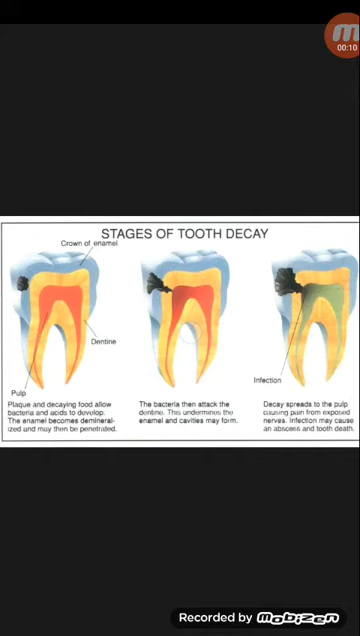 M
00:10
STAGES OF TOOTH DECAY
Crown of enamel
Dentine
Pulp
Infection
Plaque and decaying food allow
bacteria and acids to develop.
The enamel becomes demineral-
ized and may then be penetrated.
The bacteria then attack the
dentine. This undermines the
enamel and cavities may form.
Decay spreads to the pulp
causing pain from exposed
nerves. Infection may cause
an abscess and tooth death.
Recorded by Mobizen